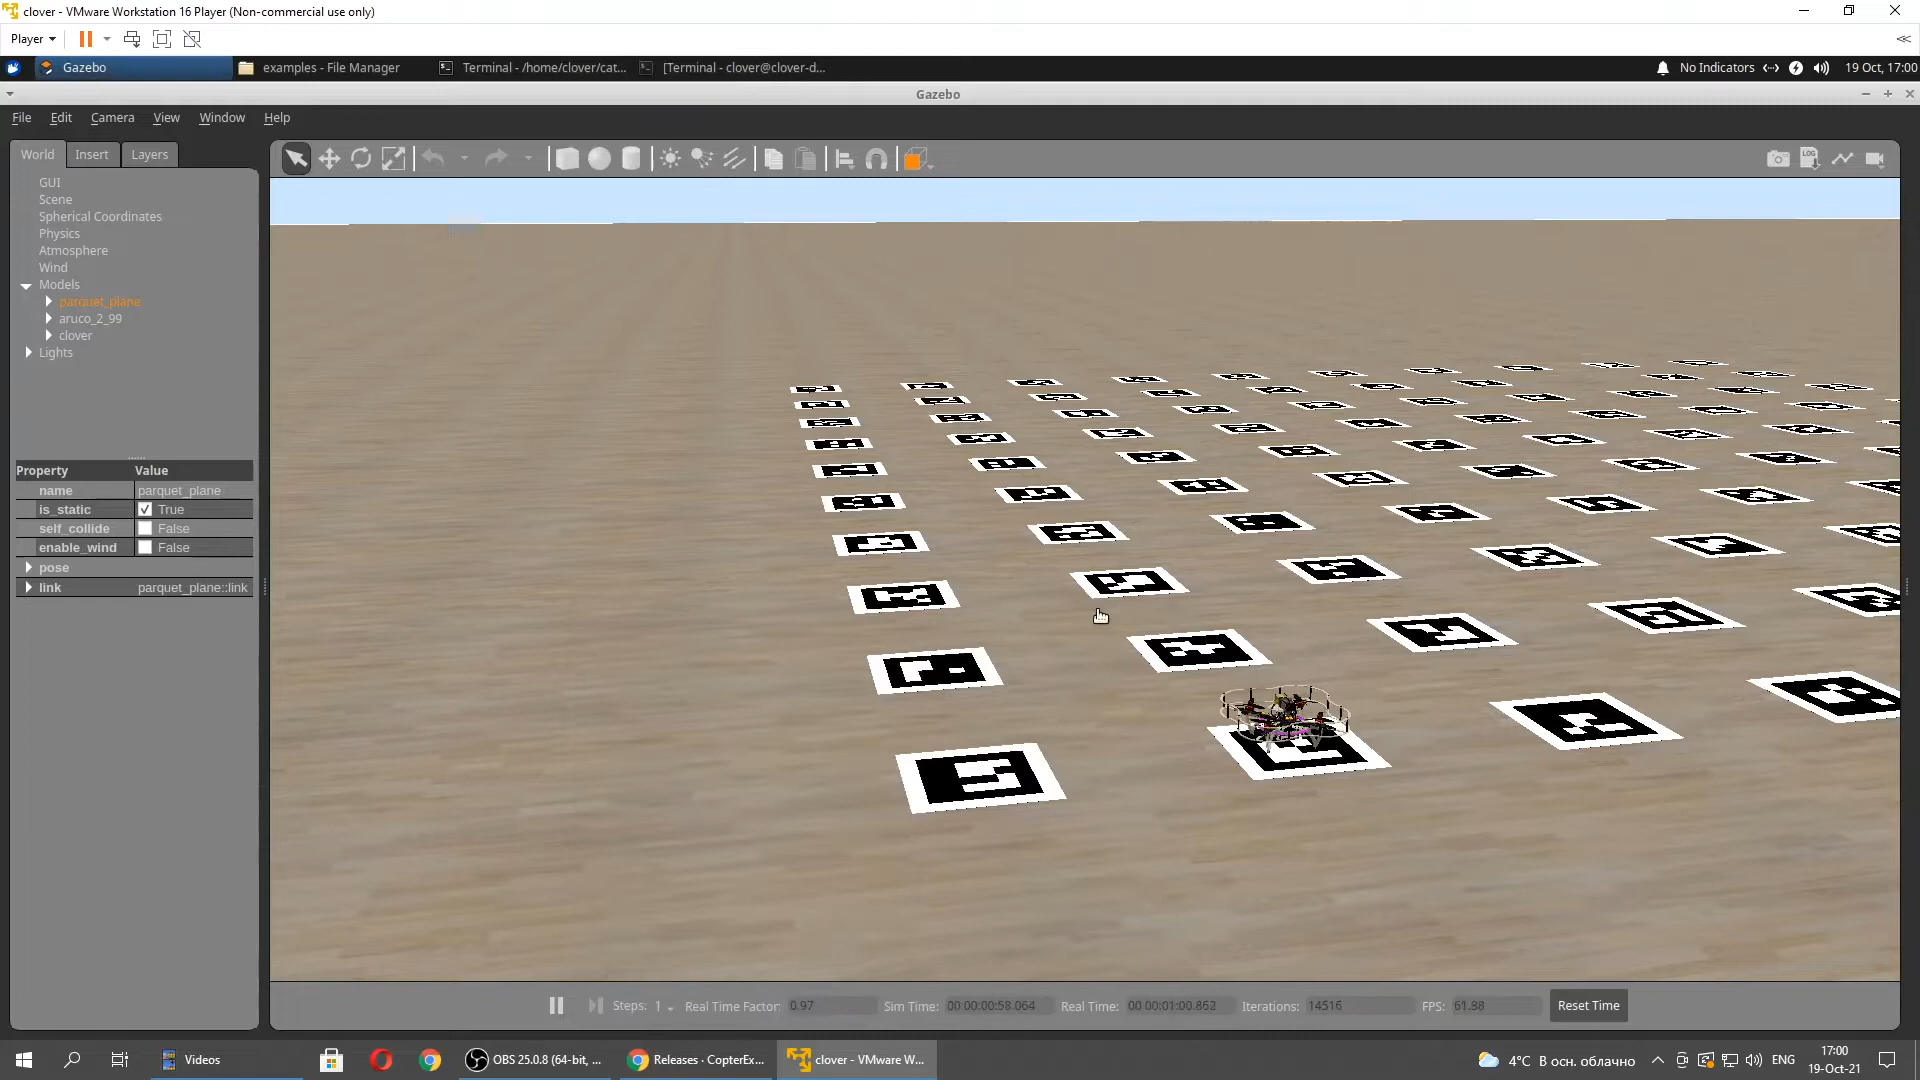 clover - VMware Workstation 16 Player (Non-commercial use only)
Player
Gazebo
examples - File Manager
Terminal - /home/clover/cat...
[Terminal - clover@clover-d...
No Indicators
19 Oct, 17:00
Gazebo
File Edit Camera View Window Help
World Insert Layers
LOG
GUI
Scene
Spherical Coordinates
Physics
Atmosphere
Wind
Models
parquet_plane
aruco_2_99
clover
Lights
Property Value
name parquet_plane
is_static True
self_collide False
enable_wind False
pose
link parquet_plane::link
Steps: 1 Real Time Factor: 0.97 Sim Time: 00 00:00:58.064 Real Time: 00 00:01:00.862 Iterations: 14516 FPS: 61.88 Reset Time
Videos
OBS 25.0.8 (64-bit, ...
Releases · CopterEx...
clover - VMware W...
4°C В осн. облачно
ENG
17:00
19-Oct-21